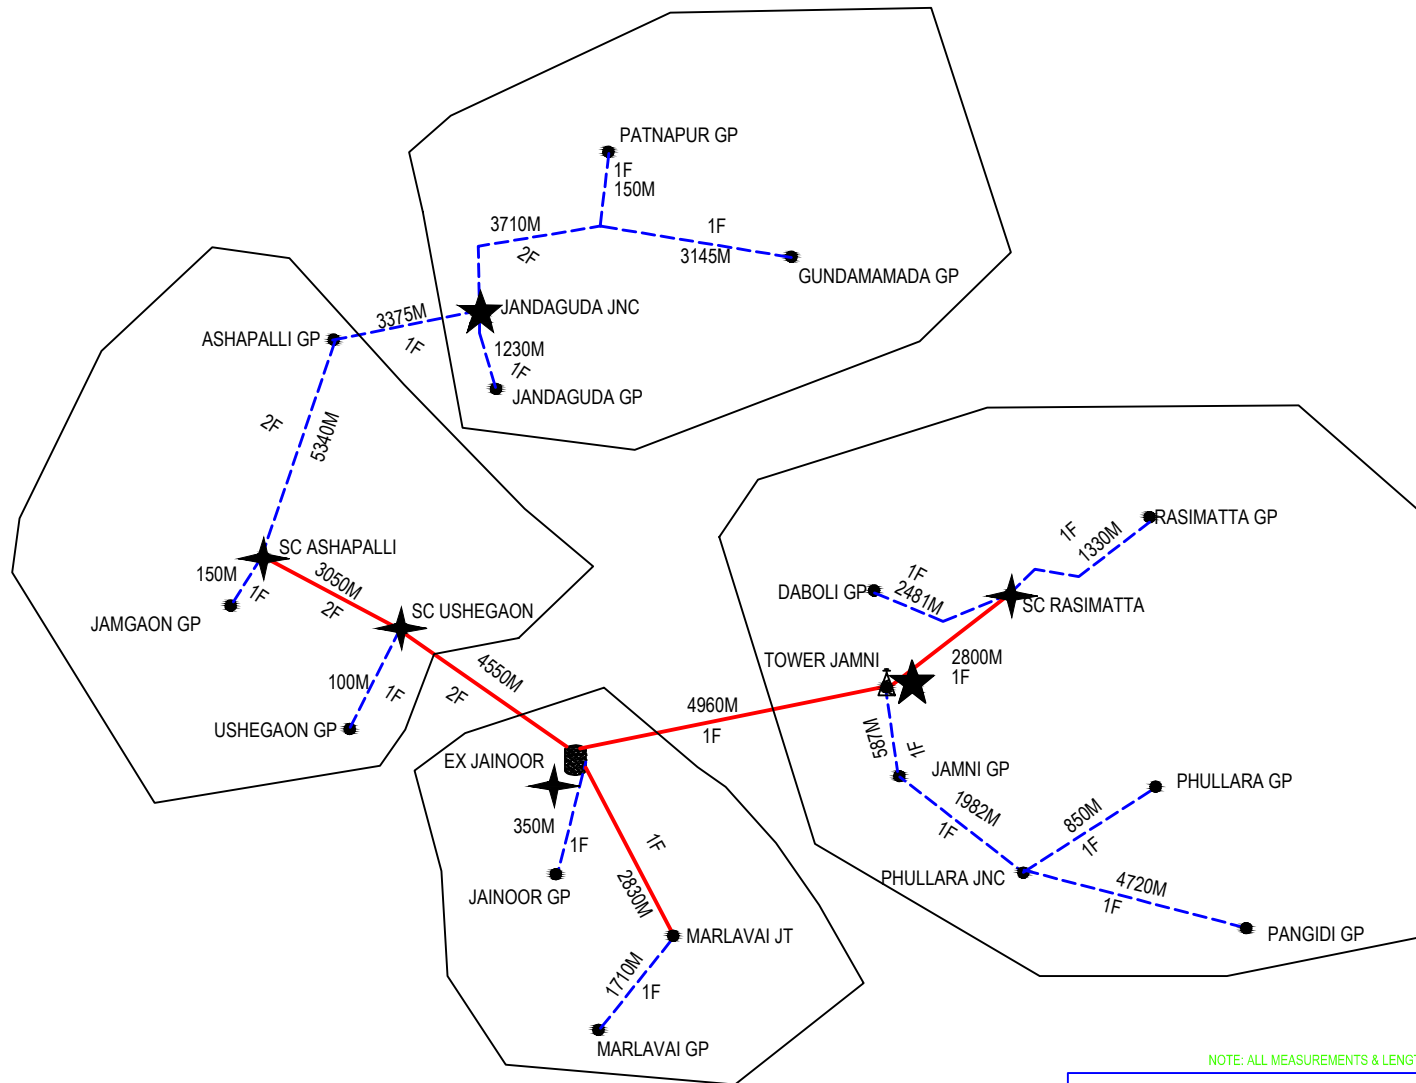 PATNAPUR GP
1F
150M
3710M
2F
1F
3145M
GUNDAMAMADA GP
JANDAGUDA JNC
3375M
1F
ASHAPALLI GP
1230M
1F
JANDAGUDA GP
2F
5340M
SC ASHAPALLI
150M
1F
JAMGAON GP
3050M
2F
SC USHEGAON
100M
1F
USHEGAON GP
4550M
2F
RASIMATTA GP
1F
1330M
DABOLI GP
1F
2481M
SC RASIMATTA
TOWER JAMNI
2800M
1F
4960M
1F
587M
1F
JAMNI GP
EX JAINOOR
350M
1F
JAINOOR GP
1F
2830M
MARLAVAI JT
1710M
1F
MARLAVAI GP
1982M
1F
PHULLARA JNC
850M
1F
PHULLARA GP
4720M
1F
PANGIDI GP
NOTE: ALL MEASUREMENTS & LENGT